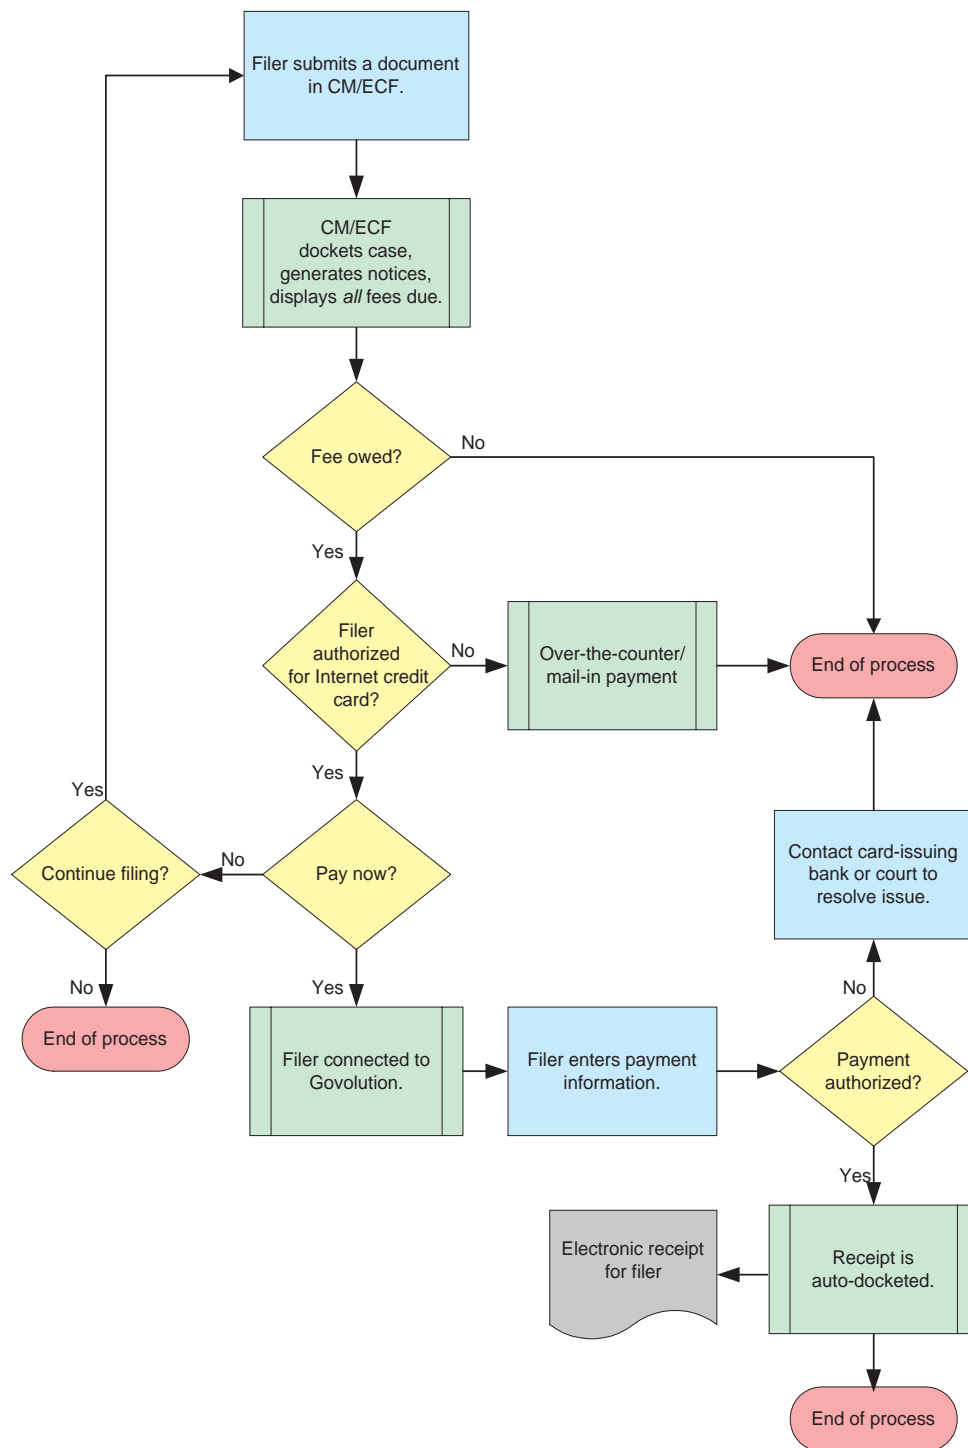 Filer submits a document
in CM/ECF.
CM/ECF
dockets case,
generates notices,
displays all fees due.
Fee owed?
No
Yes
Filer
authorized
for Internet credit
card?
No
Over-the-counter/
mail-in payment
End of process
Yes
Yes
Continue filing?
No
Pay now?
Contact card-issuing
bank or court to
resolve issue.
No
End of process
Yes
Filer connected to
Govolution.
Filer enters payment
information.
No
Payment
authorized?
Yes
Electronic receipt
for filer
Receipt is
auto-docketed.
End of process